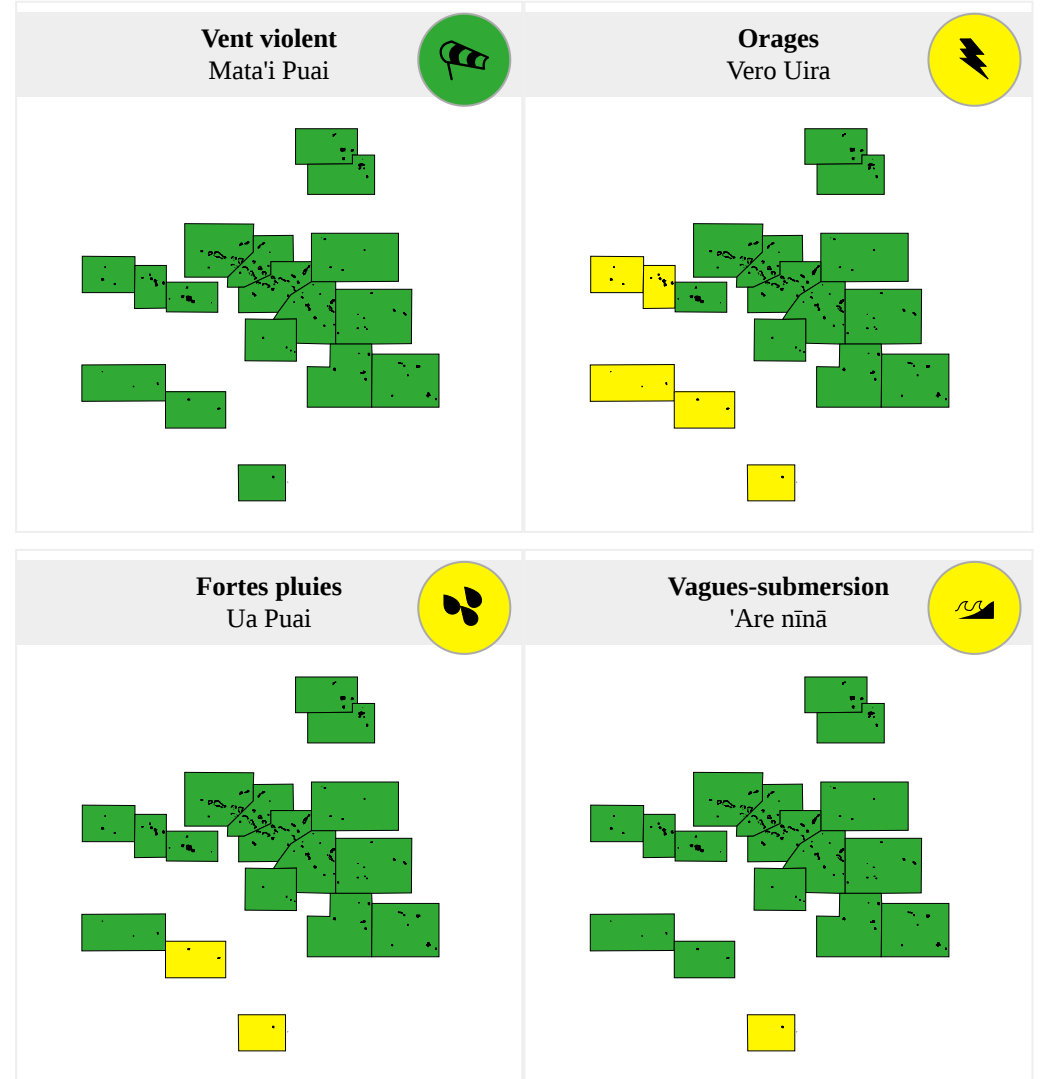 Vent violent
Mata'i Puai
Orages
Vero Uira
Fortes pluies
Ua Puai
Vagues-submersion
'Are nīnā